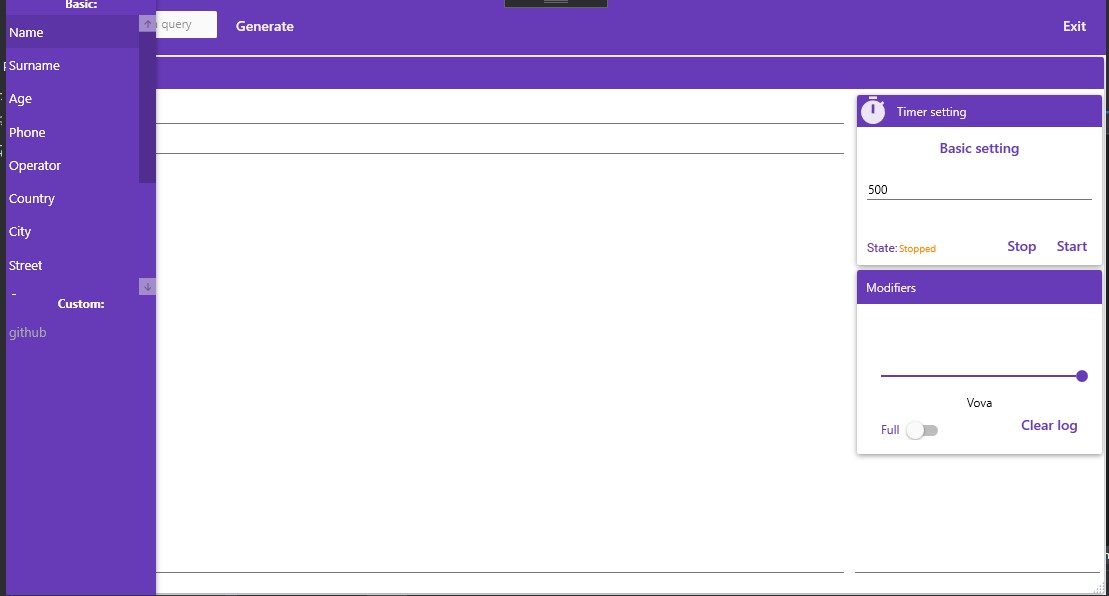 Basic:
Name
Surname
Age
Phone
Operator
Country
City
Street
Custom:
github
query
Generate
Exit
Timer setting
Basic setting
500
State: Stopped
Stop
Start
Modifiers
Vova
Full
Clear log